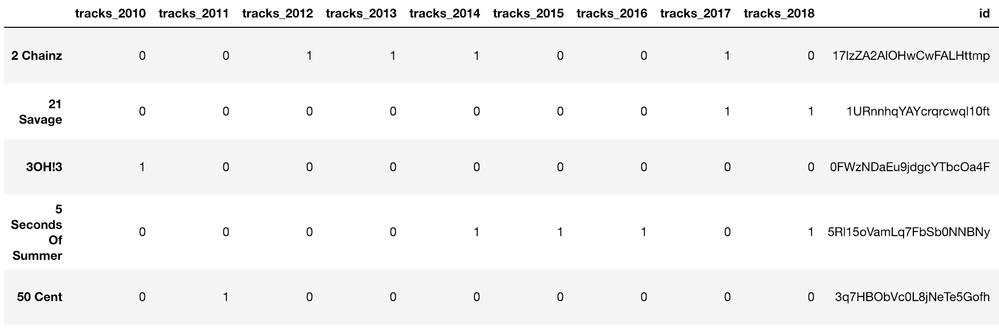 tracks_2010 tracks_2011 tracks_2012 tracks_2013 tracks_2014 tracks_2015 tracks_2016 tracks_2017 tracks_2018 id
2 Chainz 0 0 1 1 1 0 0 1 0 17lzZA2AlOHwCwFALHttmp
21
Savage 0 0 0 0 0 0 0 1 1 1URnnhqYAYcrqrcwql10ft
3OH!3 1 0 0 0 0 0 0 0 0 0FWzNDaEu9jdgcYTbcOa4F
5
Seconds
Of
Summer 0 0 0 0 1 1 1 0 1 5Rl15oVamLq7FbSb0NNBNy
50 Cent 0 1 0 0 0 0 0 0 0 3q7HBObVc0L8jNeTe5Gofh